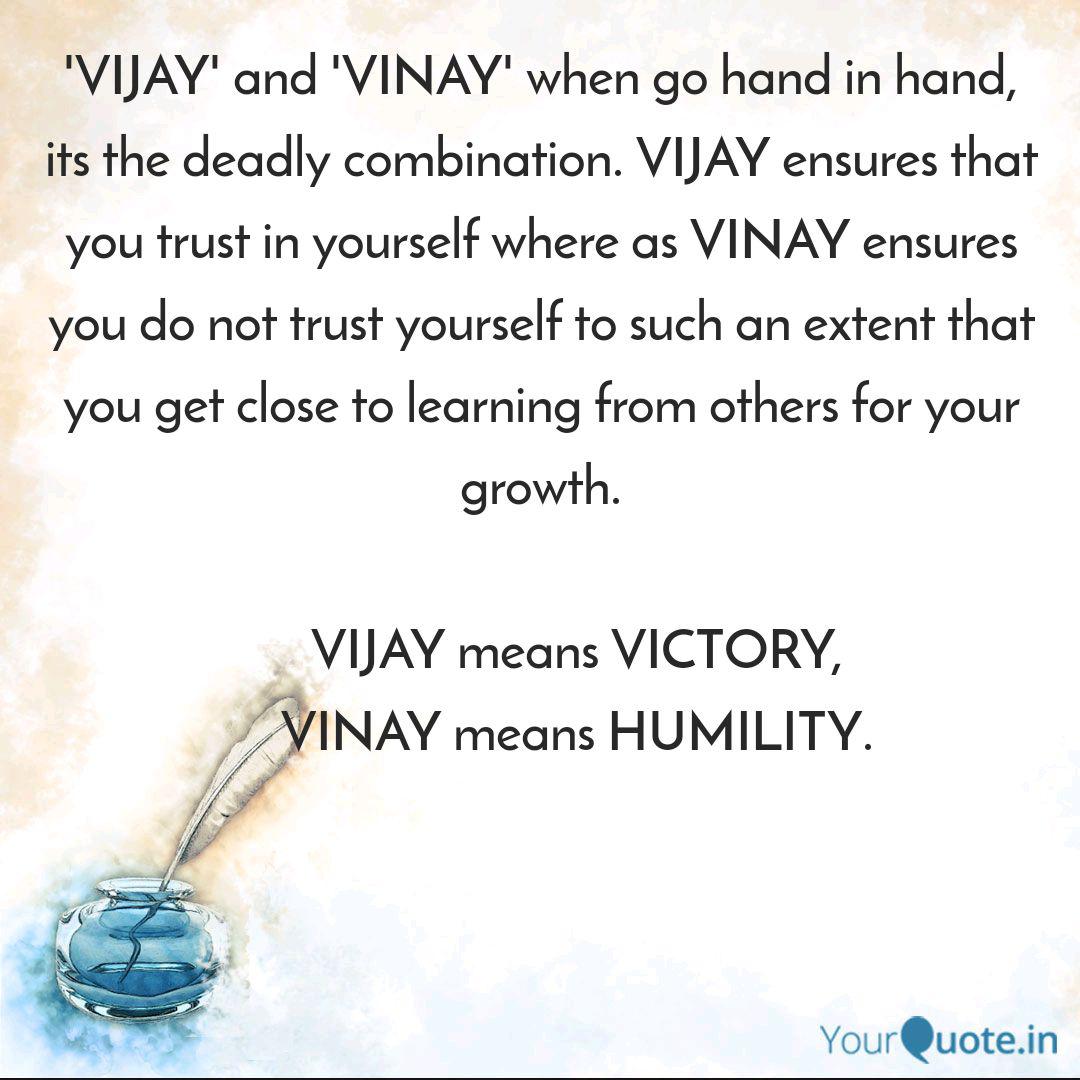 'VIJAY' and 'VINAY' when go hand in hand,
its the deadly combination. VIJAY ensures that
you trust in yourself where as VINAY ensures
you do not trust yourself to such an extent that
you get close to learning from others for your
growth.
VIJAY means VICTORY,
VINAY means HUMILITY.
YourQuote.in